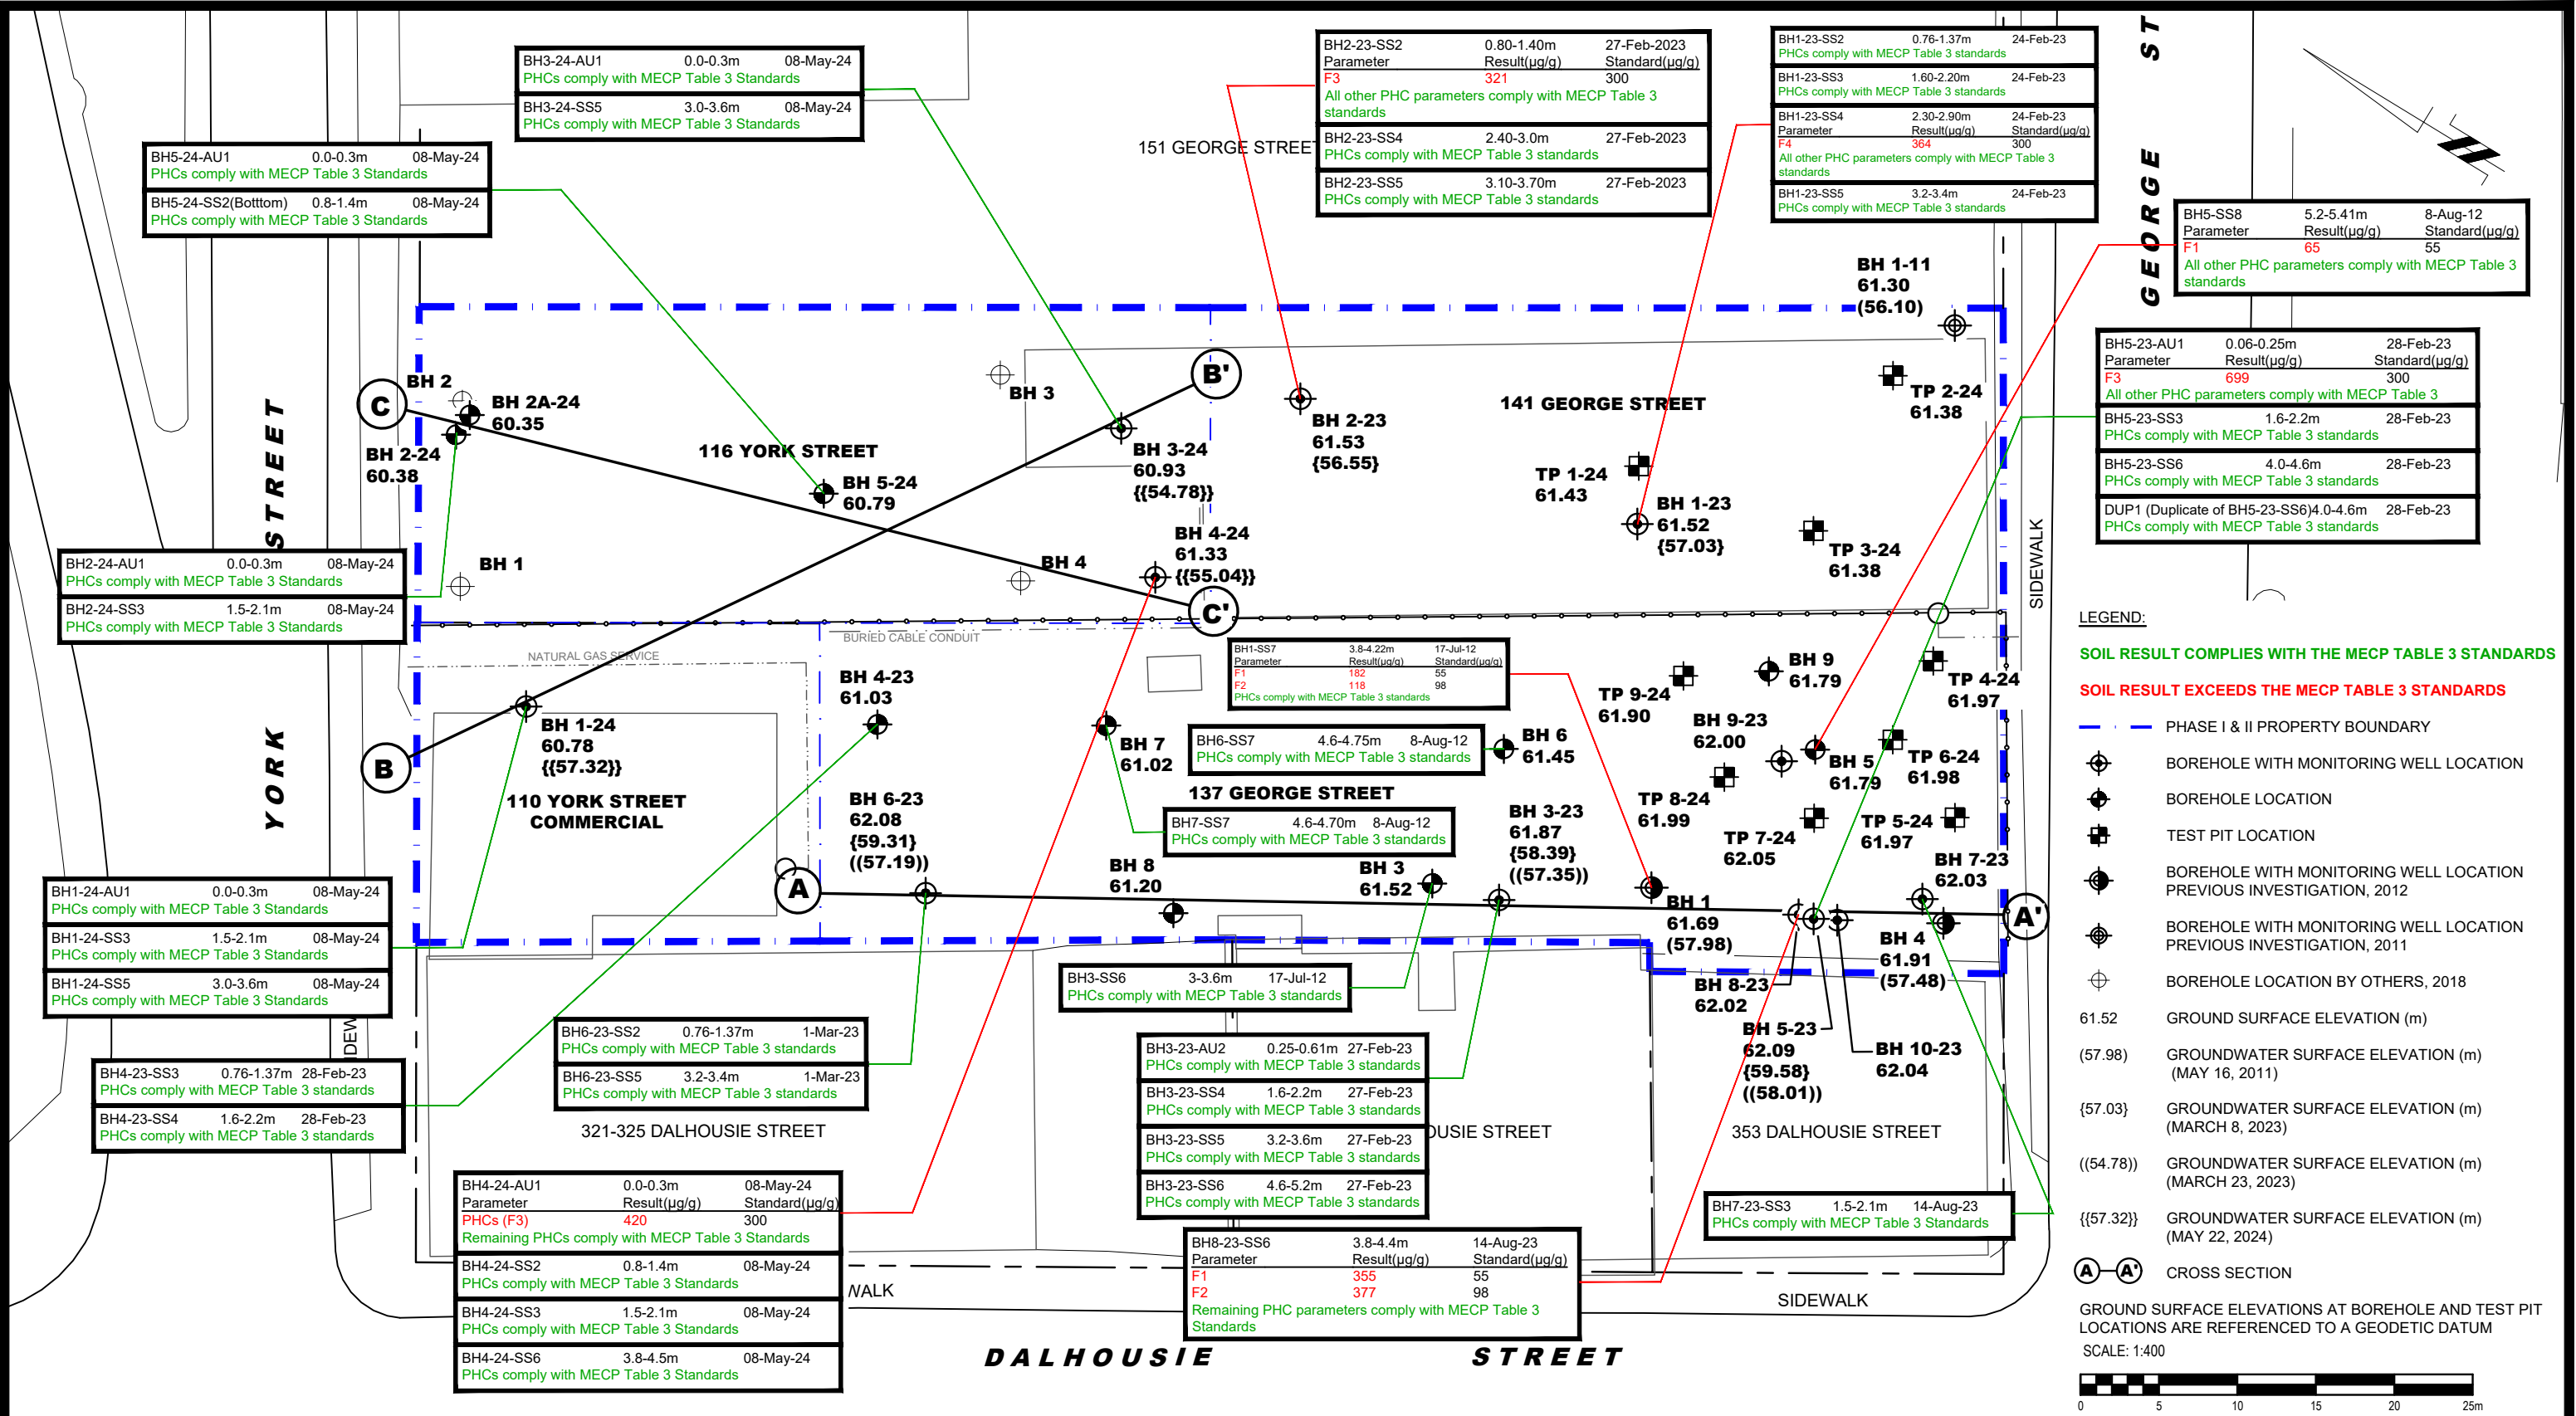 BH3-24-AU1 0.0-0.3m 08-May-24
PHCs comply with MECP Table 3 Standards
BH3-24-SS5 3.0-3.6m 08-May-24
PHCs comply with MECP Table 3 Standards
BH5-24-AU1 0.0-0.3m 08-May-24
PHCs comply with MECP Table 3 Standards
BH5-24-SS2(Botttom) 0.8-1.4m 08-May-24
PHCs comply with MECP Table 3 Standards
151 GEORGE STREET
BH2-23-SS2 0.80-1.40m 27-Feb-2023
Parameter Result(µg/g) Standard(µg/g)
F3 321 300
All other PHC parameters comply with MECP Table 3
standards
BH2-23-SS4 2.40-3.0m 27-Feb-2023
PHCs comply with MECP Table 3 standards
BH2-23-SS5 3.10-3.70m 27-Feb-2023
PHCs comply with MECP Table 3 standards
BH1-23-SS2 0.76-1.37m 24-Feb-23
PHCs comply with MECP Table 3 standards
BH1-23-SS3 1.60-2.20m 24-Feb-23
PHCs comply with MECP Table 3 standards
BH1-23-SS4 2.30-2.90m 24-Feb-23
Parameter Result(µg/g) Standard(µg/g)
F4 364 300
All other PHC parameters comply with MECP Table 3
standards
BH1-23-SS5 3.2-3.4m 24-Feb-23
PHCs comply with MECP Table 3 standards
GEORGE ST
BH5-SS8 5.2-5.41m 8-Aug-12
Parameter Result(µg/g) Standard(µg/g)
F1 65 55
All other PHC parameters comply with MECP Table 3
standards
BH5-23-AU1 0.06-0.25m 28-Feb-23
Parameter Result(µg/g) Standard(µg/g)
F3 699 300
All other PHC parameters comply with MECP Table 3
BH5-23-SS3 1.6-2.2m 28-Feb-23
PHCs comply with MECP Table 3 standards
BH5-23-SS6 4.0-4.6m 28-Feb-23
PHCs comply with MECP Table 3 standards
DUP1 (Duplicate of BH5-23-SS6)4.0-4.6m 28-Feb-23
PHCs comply with MECP Table 3 standards
BH 1-11
61.30
(56.10)
C
BH 2
BH 2A-24
60.35
BH 2-24
60.38
BH 3
B'
116 YORK STREET
BH 5-24
60.79
BH 3-24
60.93
{{54.78}}
BH 2-23
61.53
{56.55}
141 GEORGE STREET
TP 2-24
61.38
TP 1-24
61.43
BH 1-23
61.52
{57.03}
TP 3-24
61.38
SIDEWALK
YORK STREET
BH2-24-AU1 0.0-0.3m 08-May-24
PHCs comply with MECP Table 3 Standards
BH2-24-SS3 1.5-2.1m 08-May-24
PHCs comply with MECP Table 3 Standards
BH 1
BH 4
BH 4-24
61.33
{{55.04}}
C'
BURIED CABLE CONDUIT
NATURAL GAS SERVICE
BH1-SS7 3.8-4.22m 17-Jul-12
Parameter Result(µg/g) Standard(µg/g)
F1 182 55
F2 118 98
PHCs comply with MECP Table 3 standards
BH 4-23
61.03
BH 1-24
60.78
{{57.32}}
B
110 YORK STREET
COMMERCIAL
BH 7
61.02
BH6-SS7 4.6-4.75m 8-Aug-12
PHCs comply with MECP Table 3 standards
BH 6
61.45
137 GEORGE STREET
BH7-SS7 4.6-4.70m 8-Aug-12
PHCs comply with MECP Table 3 standards
TP 9-24
61.90
BH 9
61.79
TP 4-24
61.97
BH 9-23
62.00
BH 5
61.79
TP 6-24
61.98
TP 8-24
61.99
TP 7-24
62.05
TP 5-24
61.97
BH 6-23
62.08
{59.31}
((57.19))
BH 3-23
61.87
{58.39}
((57.35))
BH 7-23
62.03
A
BH 8
61.20
BH 3
61.52
BH 1
61.69
(57.98)
A'
BH 4
61.91
(57.48)
BH 8-23
62.02
BH 5-23
62.09
{59.58}
((58.01))
BH 10-23
62.04
BH1-24-AU1 0.0-0.3m 08-May-24
PHCs comply with MECP Table 3 Standards
BH1-24-SS3 1.5-2.1m 08-May-24
PHCs comply with MECP Table 3 Standards
BH1-24-SS5 3.0-3.6m 08-May-24
PHCs comply with MECP Table 3 Standards
BH4-23-SS3 0.76-1.37m 28-Feb-23
PHCs comply with MECP Table 3 standards
BH4-23-SS4 1.6-2.2m 28-Feb-23
PHCs comply with MECP Table 3 standards
BH6-23-SS2 0.76-1.37m 1-Mar-23
PHCs comply with MECP Table 3 standards
BH6-23-SS5 3.2-3.4m 1-Mar-23
PHCs comply with MECP Table 3 standards
321-325 DALHOUSIE STREET
BH3-SS6 3-3.6m 17-Jul-12
PHCs comply with MECP Table 3 standards
BH3-23-AU2 0.25-0.61m 27-Feb-23
PHCs comply with MECP Table 3 standards
BH3-23-SS4 1.6-2.2m 27-Feb-23
PHCs comply with MECP Table 3 standards
BH3-23-SS5 3.2-3.6m 27-Feb-23
PHCs comply with MECP Table 3 standards
BH3-23-SS6 4.6-5.2m 27-Feb-23
PHCs comply with MECP Table 3 standards
OUSIE STREET
353 DALHOUSIE STREET
BH7-23-SS3 1.5-2.1m 14-Aug-23
PHCs comply with MECP Table 3 Standards
BH4-24-AU1 0.0-0.3m 08-May-24
Parameter Result(µg/g) Standard(µg/g)
PHCs (F3) 420 300
Remaining PHCs comply with MECP Table 3 Standards
BH4-24-SS2 0.8-1.4m 08-May-24
PHCs comply with MECP Table 3 Standards
BH4-24-SS3 1.5-2.1m 08-May-24
PHCs comply with MECP Table 3 Standards
BH4-24-SS6 3.8-4.5m 08-May-24
PHCs comply with MECP Table 3 Standards
BH8-23-SS6 3.8-4.4m 14-Aug-23
Parameter Result(µg/g) Standard(µg/g)
F1 355 55
F2 377 98
Remaining PHC parameters comply with MECP Table 3
Standards
WALK
SIDEWALK
DALHOUSIE STREET
LEGEND:
SOIL RESULT COMPLIES WITH THE MECP TABLE 3 STANDARDS
SOIL RESULT EXCEEDS THE MECP TABLE 3 STANDARDS
PHASE I & II PROPERTY BOUNDARY
BOREHOLE WITH MONITORING WELL LOCATION
BOREHOLE LOCATION
TEST PIT LOCATION
BOREHOLE WITH MONITORING WELL LOCATION
PREVIOUS INVESTIGATION, 2012
BOREHOLE WITH MONITORING WELL LOCATION
PREVIOUS INVESTIGATION, 2011
BOREHOLE LOCATION BY OTHERS, 2018
61.52 GROUND SURFACE ELEVATION (m)
(57.98) GROUNDWATER SURFACE ELEVATION (m)
(MAY 16, 2011)
{57.03} GROUNDWATER SURFACE ELEVATION (m)
(MARCH 8, 2023)
((54.78)) GROUNDWATER SURFACE ELEVATION (m)
(MARCH 23, 2023)
{{57.32}} GROUNDWATER SURFACE ELEVATION (m)
(MAY 22, 2024)
A A' CROSS SECTION
GROUND SURFACE ELEVATIONS AT BOREHOLE AND TEST PIT
LOCATIONS ARE REFERENCED TO A GEODETIC DATUM
SCALE: 1:400
0 5 10 15 20 25m